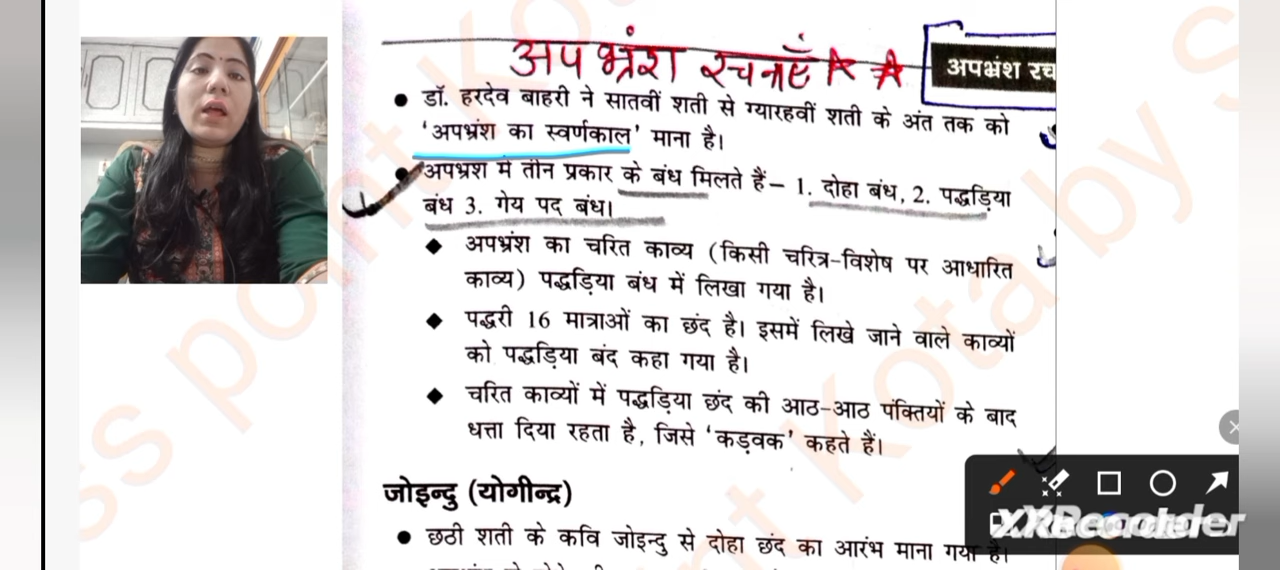 अपभ्रंश रचनाएँ
अपभ्रंश रच
डॉ. हरदेव बाहरी ने सातवीं शती से ग्यारहवीं शती के अंत तक को
'अपभ्रंश का स्वर्णकाल' माना है।
अपभ्रंश में तीन प्रकार के बंध मिलते हैं– 1. दोहा बंध, 2. पद्धड़िया
बंध 3. गेय पद बंध।
अपभ्रंश का चरित काव्य (किसी चरित्र-विशेष पर आधारित
काव्य) पद्धड़िया बंध में लिखा गया है।
पद्धरी 16 मात्राओं का छंद है। इसमें लिखे जाने वाले काव्यों
को पद्धड़िया बंद कहा गया है।
चरित काव्यों में पद्धड़िया छंद की आठ-आठ पंक्तियों के बाद
धत्ता दिया रहता है, जिसे 'कड़वक' कहते हैं।
जोइन्दु (योगीन्द्र)
छठी शती के कवि जोइन्दु से दोहा छंद का आरंभ माना गया है।
XRecorder
point Kota by S